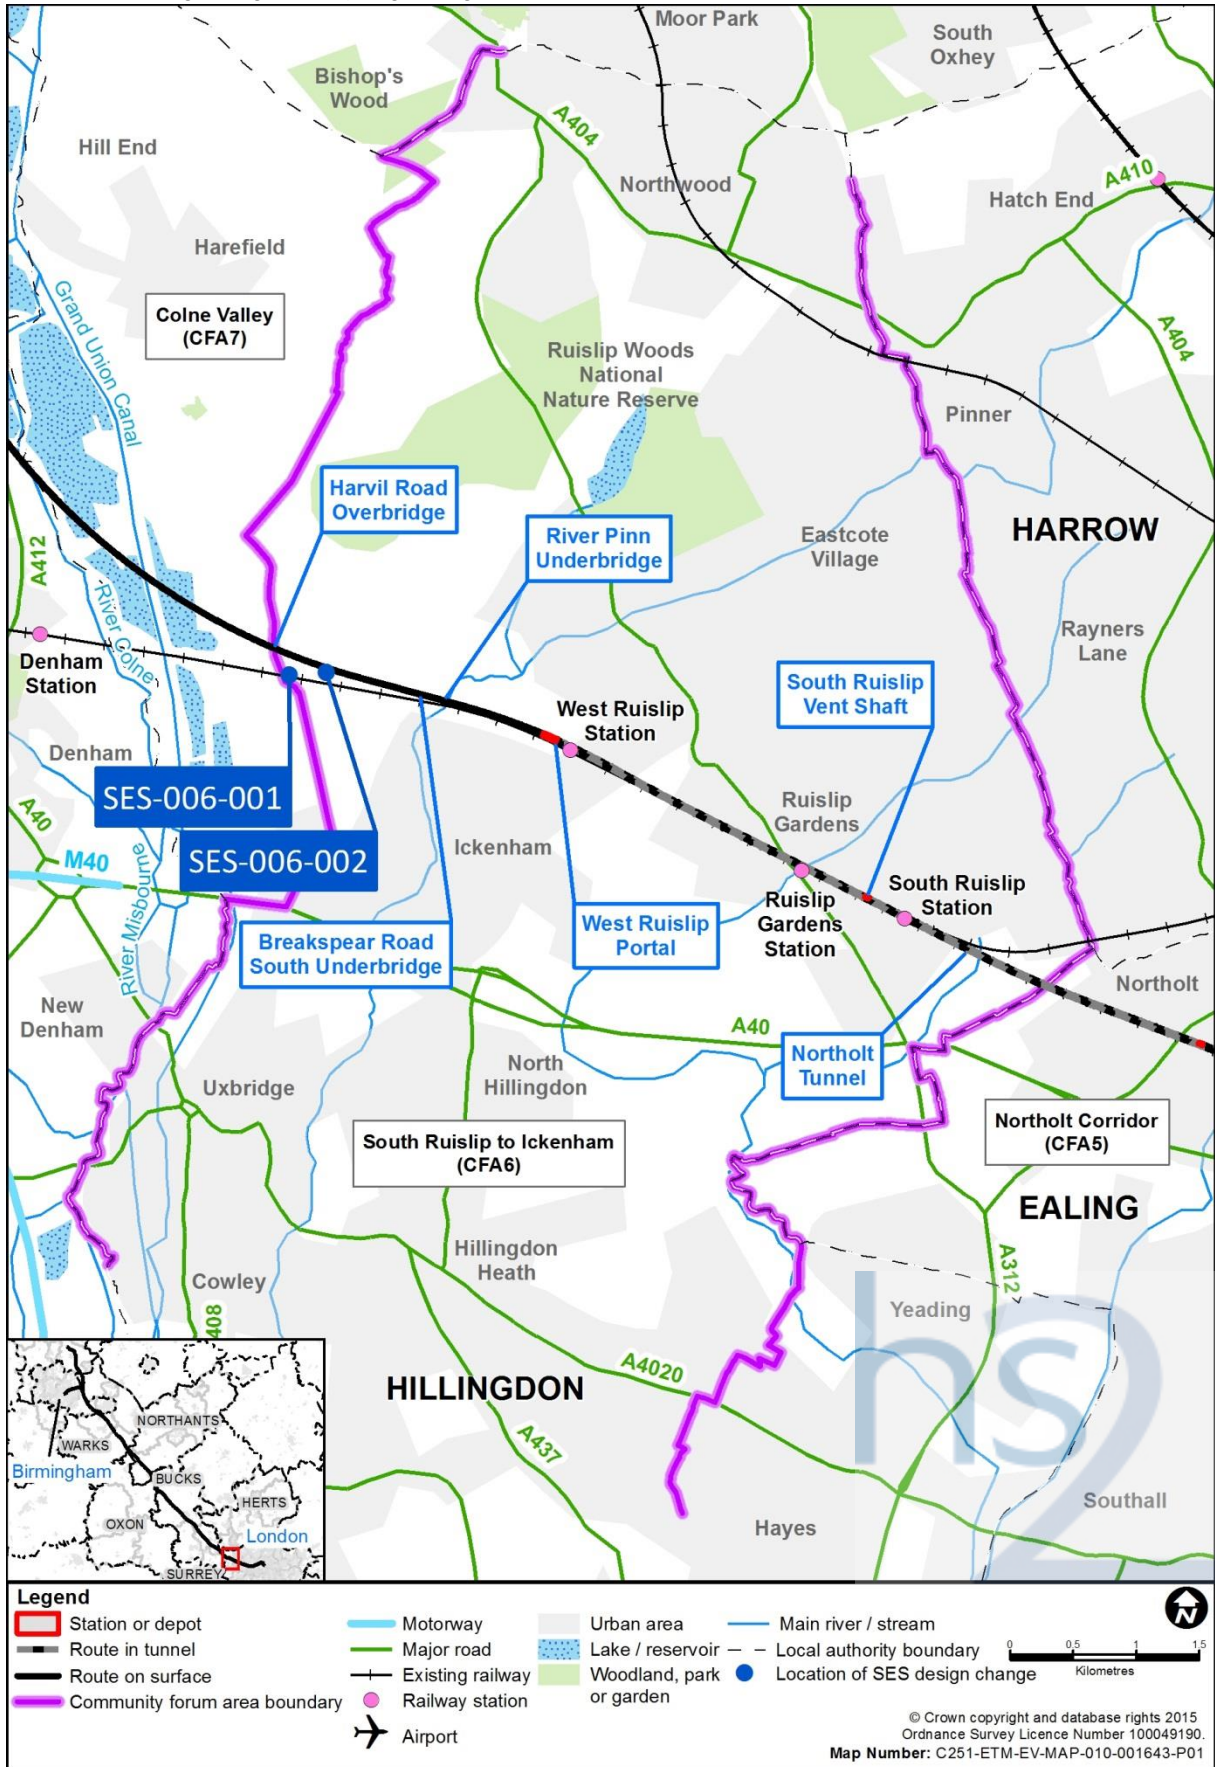 Moor Park
South
Oxhey
Bishop's
Wood
A404
Hill End
Northwood
A410
Hatch End
Harefield
Grand Union Canal
Colne Valley
(CFA7)
A404
Ruislip Woods
National
Nature Reserve
Pinner
Harvil Road
Overbridge
River Pinn
Underbridge
Eastcote
Village
HARROW
A412
River Colne
Rayners
Lane
Denham
Station
South Ruislip
Vent Shaft
West Ruislip
Station
Denham
SES-006-001
Ruislip
Gardens
A40
Ickenham
SES-006-002
M40
River Misbourne
Ruislip
Gardens
Station
South Ruislip
Station
West Ruislip
Portal
Breakspear Road
South Underbridge
New
Denham
Northolt
A40
North
Hillingdon
Northolt
Tunnel
Uxbridge
South Ruislip to Ickenham
(CFA6)
Northolt Corridor
(CFA5)
EALING
Hillingdon
Heath
A312
Cowley
Yeading
408
A4020
HILLINGDON
hs2
A437
Southall
Hayes
NORTHANTS
WARKS
Birmingham
BUCKS
HERTS
OXON
London
SURREY
Legend
Station or depot
Route in tunnel
Route on surface
Community forum area boundary
Motorway
Major road
Existing railway
Railway station
Airport
Urban area
Lake / reservoir
Woodland, park
or garden
Main river / stream
Local authority boundary
Location of SES design change
N
0 0.5 1 1.5
Kilometres
© Crown copyright and database rights 2015
Ordnance Survey Licence Number 100049190.
Map Number: C251-ETM-EV-MAP-010-001643-P01